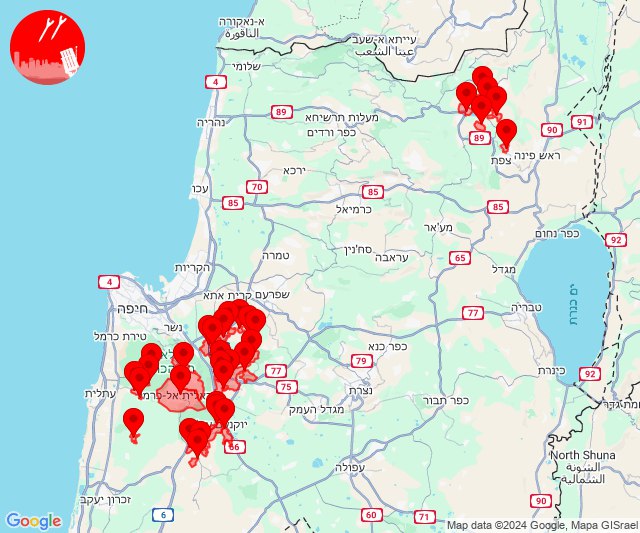 א-נאקורה
الناقورة
עייתא א-שעב
عيتا الشعب
שלומי
4
89
מעלות תרשיחא
כפר ורדים
נהריה
91
90
89
ראש פינה
צפת
ירכא
עכו
70
85
85
85
כרמיאל
מע'אר
כפר נחום
92
סח'נין
עראבה
65
מגדל
טמרה
הקריות
4
שפרעם
קרית אתא
חיפה
77
טבריה
ים כנרת
נשר
טירת כרמל
כפר כנא
79
77
כינרת
92
75
נצרת
עתלית
דאלית אל-כרמל
מגדל העמק
כפר תבור
יוקנעם
66
עפולה
North Shuna
الشونة
الشمالية
זכרון יעקב
90
6
60
71
Google
Map data ©2024 Google, Mapa GISrael